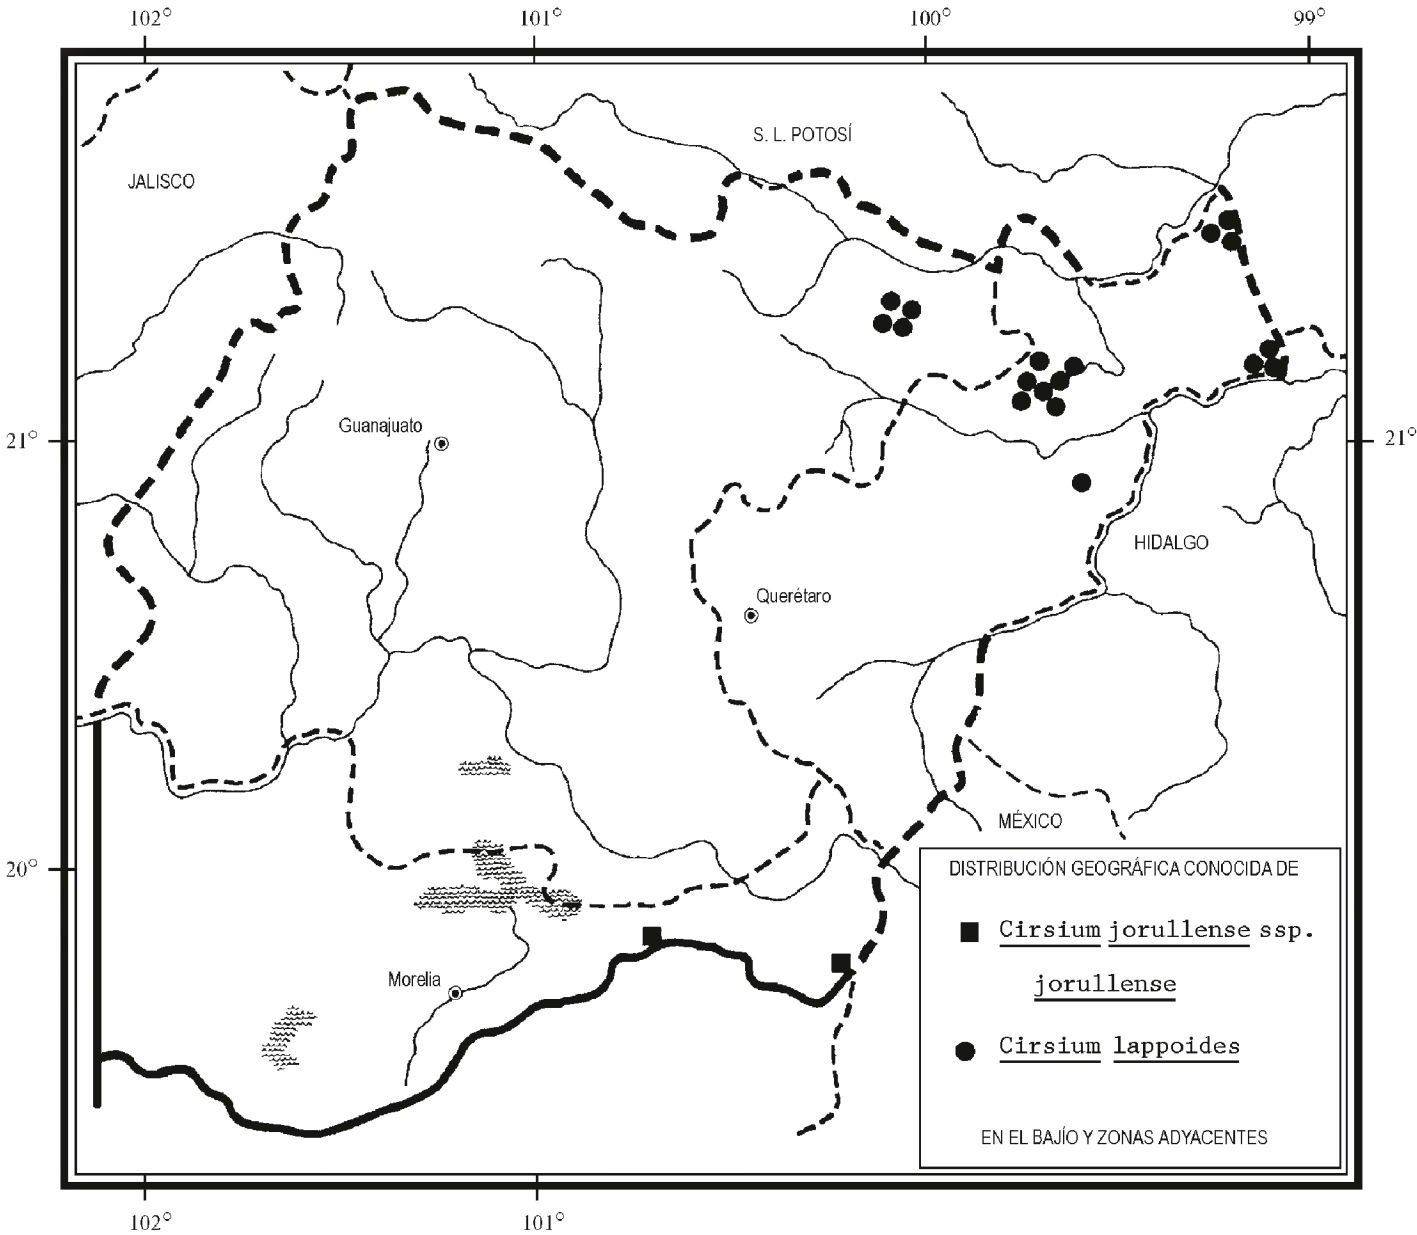 102° 101° 100° 99°
S. L. POTOSÍ
JALISCO
Guanajuato
21° 21°
HIDALGO
Querétaro
MÉXICO
20°
DISTRIBUCIÓN GEOGRÁFICA CONOCIDA DE
Cirsium jorullense ssp.
jorullense
Morelia
Cirsium lappoides
EN EL BAJÍO Y ZONAS ADYACENTES
102° 101°